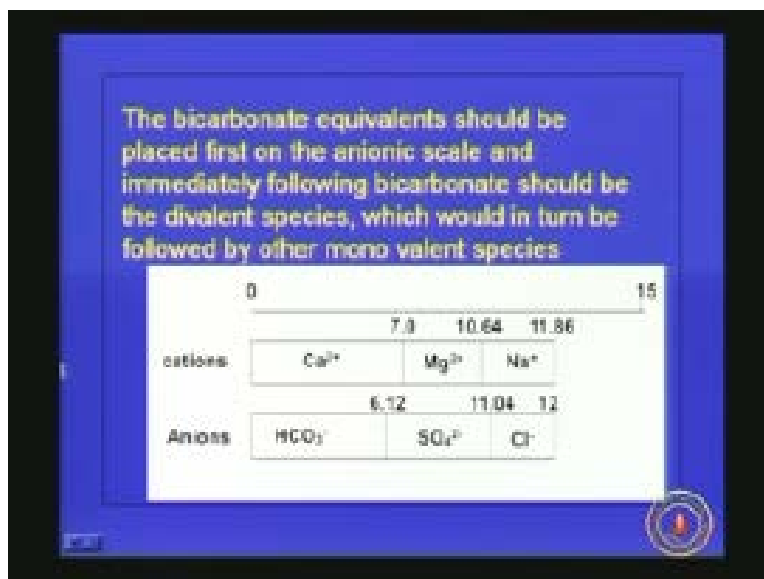 The bicarbonate equivalents should be
placed first on the anionic scale and
immediately following bicarbonate should be
the divalent species, which would in turn be
followed by other mono valent species
0 15
7.0 10.64 11.86
cations Ca²⁺ Mg²⁺ Na⁺
6.12 11.04 12
Anions HCO₃⁻ SO₄²⁻ Cl⁻